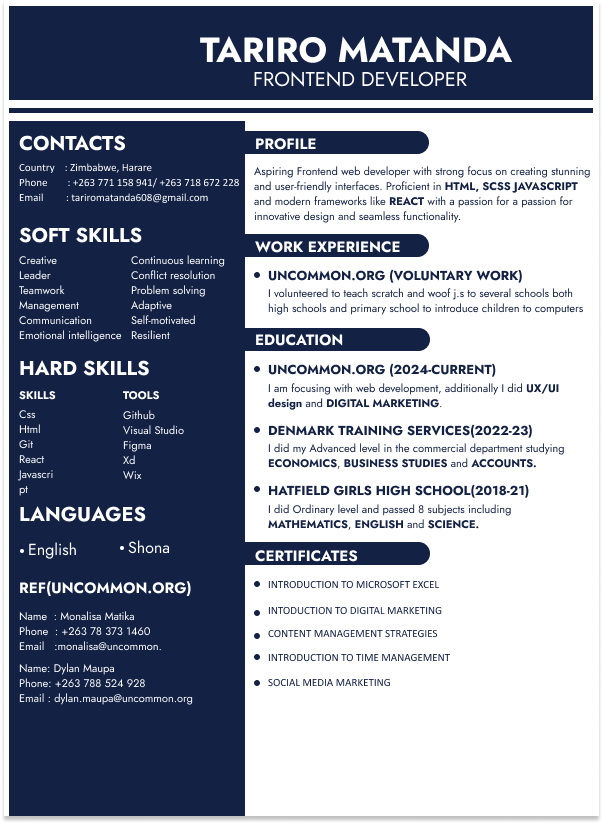 TARIRO MATANDA
FRONTEND DEVELOPER
CONTACTS
Country : Zimbabwe, Harare
Phone : +263 771 158 941/ +263 718 672 228
Email : tariromatanda608@gmail.com
SOFT SKILLS
Creative Continuous learning
Leader Conflict resolution
Teamwork Problem solving
Management Adaptive
Communication Self-motivated
Emotional intelligence Resilient
HARD SKILLS
SKILLS TOOLS
Css Github
Html Visual Studio
Git Figma
React Xd
Javascri Wix
pt
LANGUAGES
• English • Shona
REF(UNCOMMON.ORG)
Name : Monalisa Matika
Phone : +263 78 373 1460
Email :monalisa@uncommon.
Name: Dylan Maupa
Phone: +263 788 524 928
Email : dylan.maupa@uncommon.org
PROFILE
Aspiring Frontend web developer with strong focus on creating stunning
and user-friendly interfaces. Proficient in HTML, SCSS JAVASCRIPT
and modern frameworks like REACT with a passion for a passion for
innovative design and seamless functionality.
WORK EXPERIENCE
• UNCOMMON.ORG (VOLUNTARY WORK)
I volunteered to teach scratch and woof j.s to several schools both
high schools and primary school to introduce children to computers
EDUCATION
• UNCOMMON.ORG (2024-CURRENT)
I am focusing with web development, additionally I did UX/UI
design and DIGITAL MARKETING.
• DENMARK TRAINING SERVICES(2022-23)
I did my Advanced level in the commercial department studying
ECONOMICS, BUSINESS STUDIES and ACCOUNTS.
• HATFIELD GIRLS HIGH SCHOOL(2018-21)
I did Ordinary level and passed 8 subjects including
MATHEMATICS, ENGLISH and SCIENCE.
CERTIFICATES
• INTRODUCTION TO MICROSOFT EXCEL
• INTODUCTION TO DIGITAL MARKETING
• CONTENT MANAGEMENT STRATEGIES
• INTRODUCTION TO TIME MANAGEMENT
• SOCIAL MEDIA MARKETING